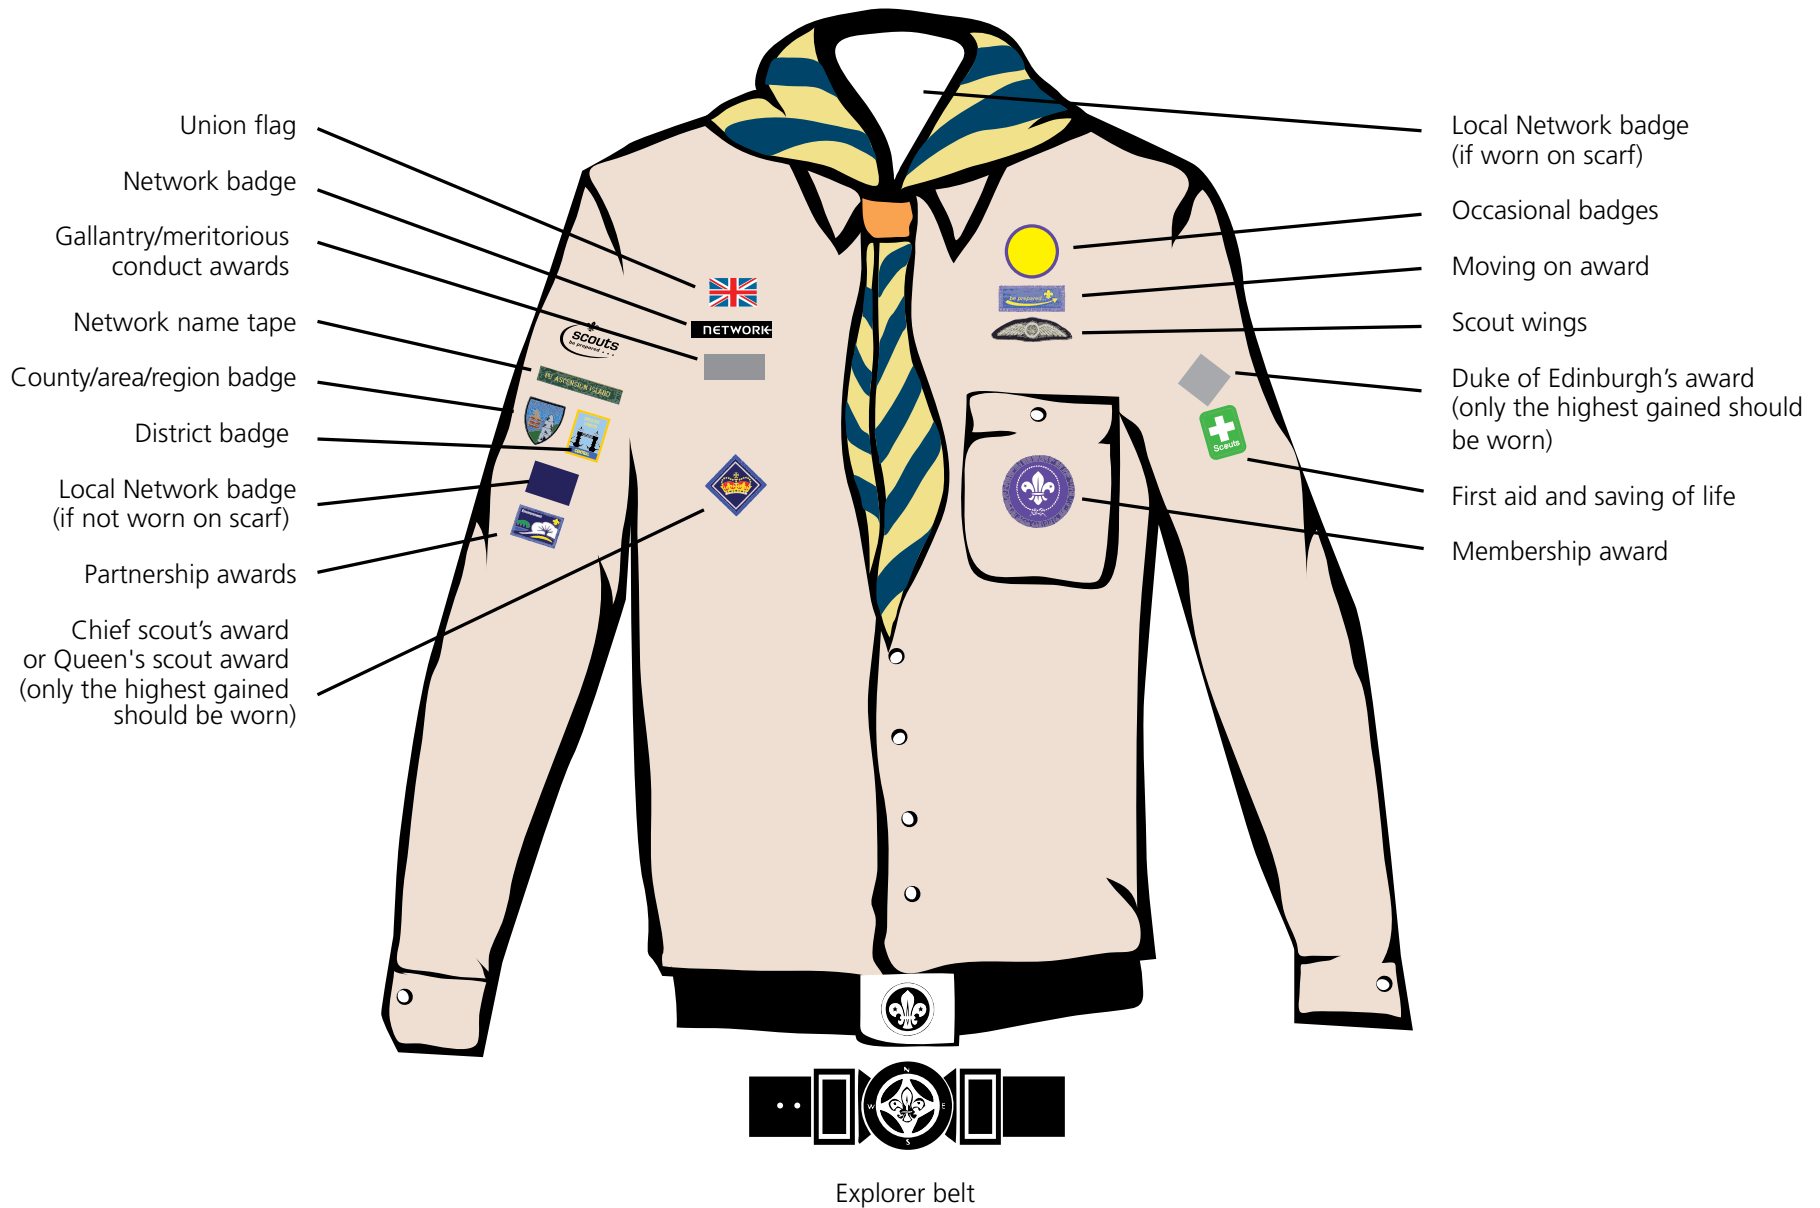 Union flag
Network badge
Gallantry/meritorious
conduct awards
Network name tape
County/area/region badge
District badge
Local Network badge
(if not worn on scarf)
Partnership awards
Chief scout’s award
or Queen's scout award
(only the highest gained
should be worn)
NETWORK
scouts
be prepared...
ASCENSION ISLAND
be prepared...
Scouts
Local Network badge
(if worn on scarf)
Occasional badges
Moving on award
Scout wings
Duke of Edinburgh’s award
(only the highest gained should
be worn)
First aid and saving of life
Membership award
N
W
E
S
Explorer belt